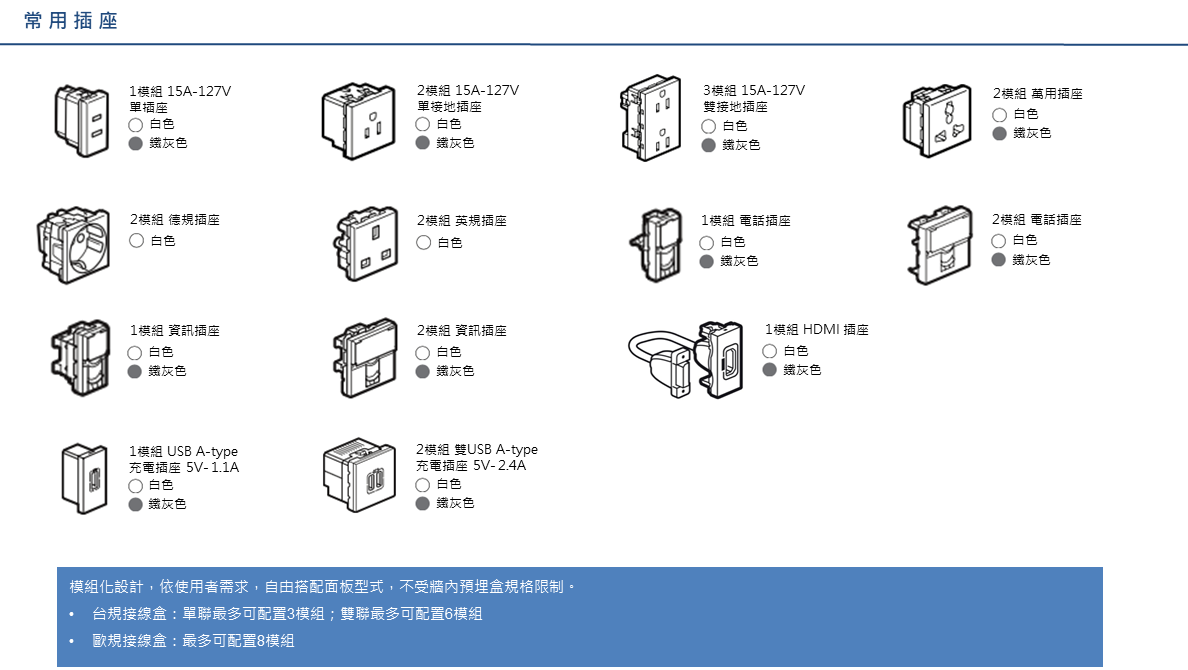 常用插座
1模組 15A-127V
單插座
白色
鐵灰色
2模組 15A-127V
單接地插座
白色
鐵灰色
3模組 15A-127V
雙接地插座
白色
鐵灰色
2模組 萬用插座
白色
鐵灰色
2模組 德規插座
白色
2模組 英規插座
白色
1模組 電話插座
白色
鐵灰色
2模組 電話插座
白色
鐵灰色
1模組 資訊插座
白色
鐵灰色
2模組 資訊插座
白色
鐵灰色
1模組 HDMI 插座
白色
鐵灰色
1模組 USB A-type
充電插座 5V-1.1A
白色
鐵灰色
2模組 雙USB A-type
充電插座 5V-2.4A
白色
鐵灰色
模組化設計，依使用者需求，自由搭配面板型式，不受牆內預埋盒規格限制。
• 台規接線盒：單聯最多可配置3模組；雙聯最多可配置6模組
• 歐規接線盒：最多可配置8模組